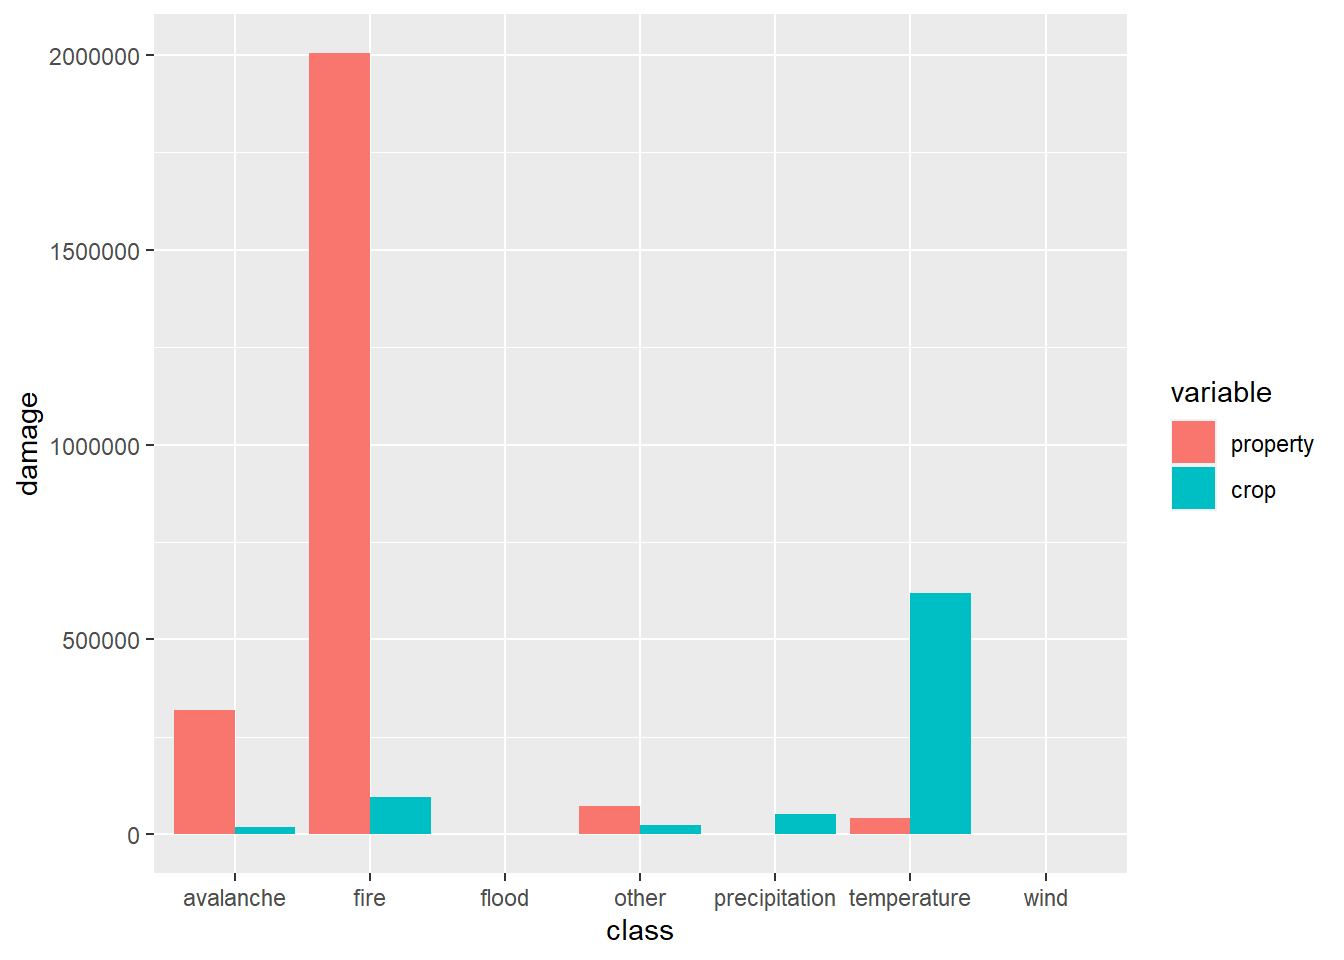 2000000
1500000
1000000
500000
0
damage
avalanche fire flood other precipitation temperature wind
class
variable
property
crop